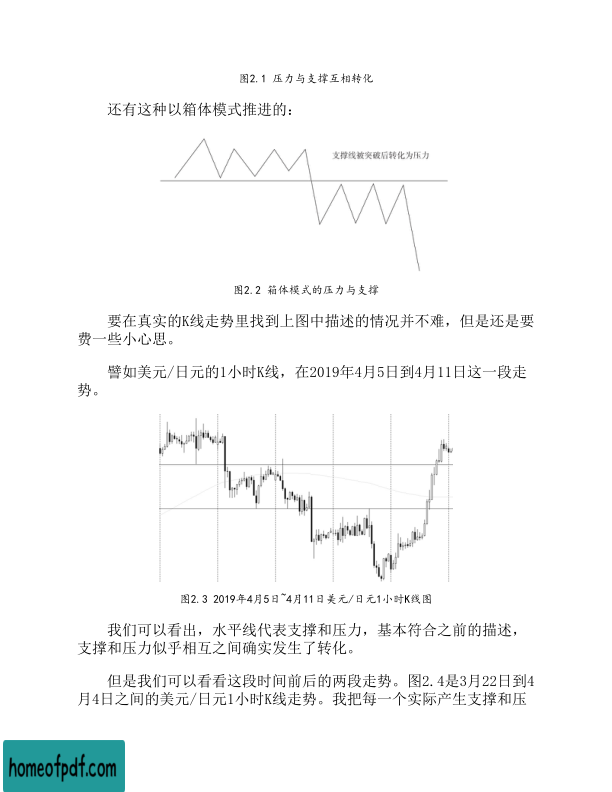 图2.1 压力与支撑互相转化
还有这种以箱体模式推进的：
支撑线被突破后转化为压力
图2.2 箱体模式的压力与支撑
要在真实的K线走势里找到上图中描述的情况并不难，但是还是要
费一些小心思。
譬如美元/日元的1小时K线，在2019年4月5日到4月11日这一段走
势。
图2.3 2019年4月5日~4月11日美元/日元1小时K线图
我们可以看出，水平线代表支撑和压力，基本符合之前的描述，
支撑和压力似乎相互之间确实发生了转化。
但是我们可以看看这段时间前后的两段走势。图2.4是3月22日到4
月4日之间的美元/日元1小时K线走势。我把每一个实际产生支撑和压
homeofpdf.com